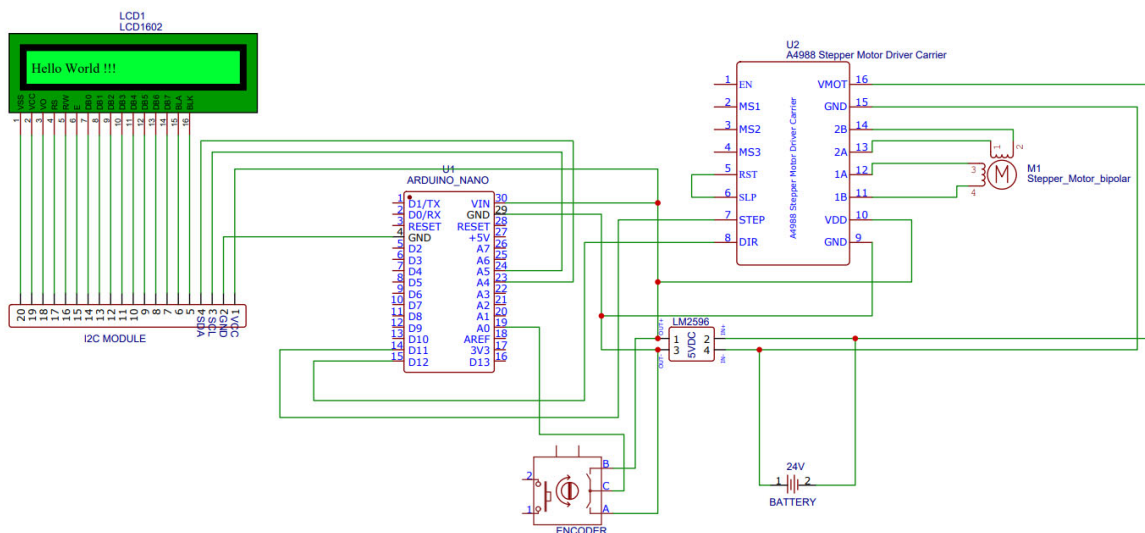 LCD1
LCD1602
Hello World !!!
VSS VCC VO RS R/W E DB0 DB1 DB2 DB3 DB4 DB5 DB6 DB7 BLA BLK
1 2 3 4 5 6 7 8 9 10 11 12 13 14 15 16
20 19 18 17 16 15 14 13 12 11 10 9 8 7 6 5 4 3 2 1
SDA SCL GND VCC
I2C MODULE
U1
ARDUINO_NANO
1 D1/TX VIN 30
2 D0/RX GND 29
3 RESET RESET 28
4 GND +5V 27
5 D2 A7 26
6 D3 A6 25
7 D4 A5 24
8 D5 A4 23
9 D6 A3 22
10 D7 A2 21
11 D8 A1 20
12 D9 A0 19
13 D10 AREF 18
14 D11 3V3 17
15 D12 D13 16
U2
A4988 Stepper Motor Driver Carrier
A4988 Stepper Motor Driver Carrier
1 EN VMOT 16
2 MS1 GND 15
3 MS2 2B 14
4 MS3 2A 13
5 RST 1A 12
6 SLP 1B 11
7 STEP VDD 10
8 DIR GND 9
1 2
3
4
M
M1
Stepper_Motor_bipolar
LM2596
OUT+ IN+
1 2
3 4
5VDC
OUT- IN-
24V
1 2
BATTERY
2 B
C
1 A
ENCODER